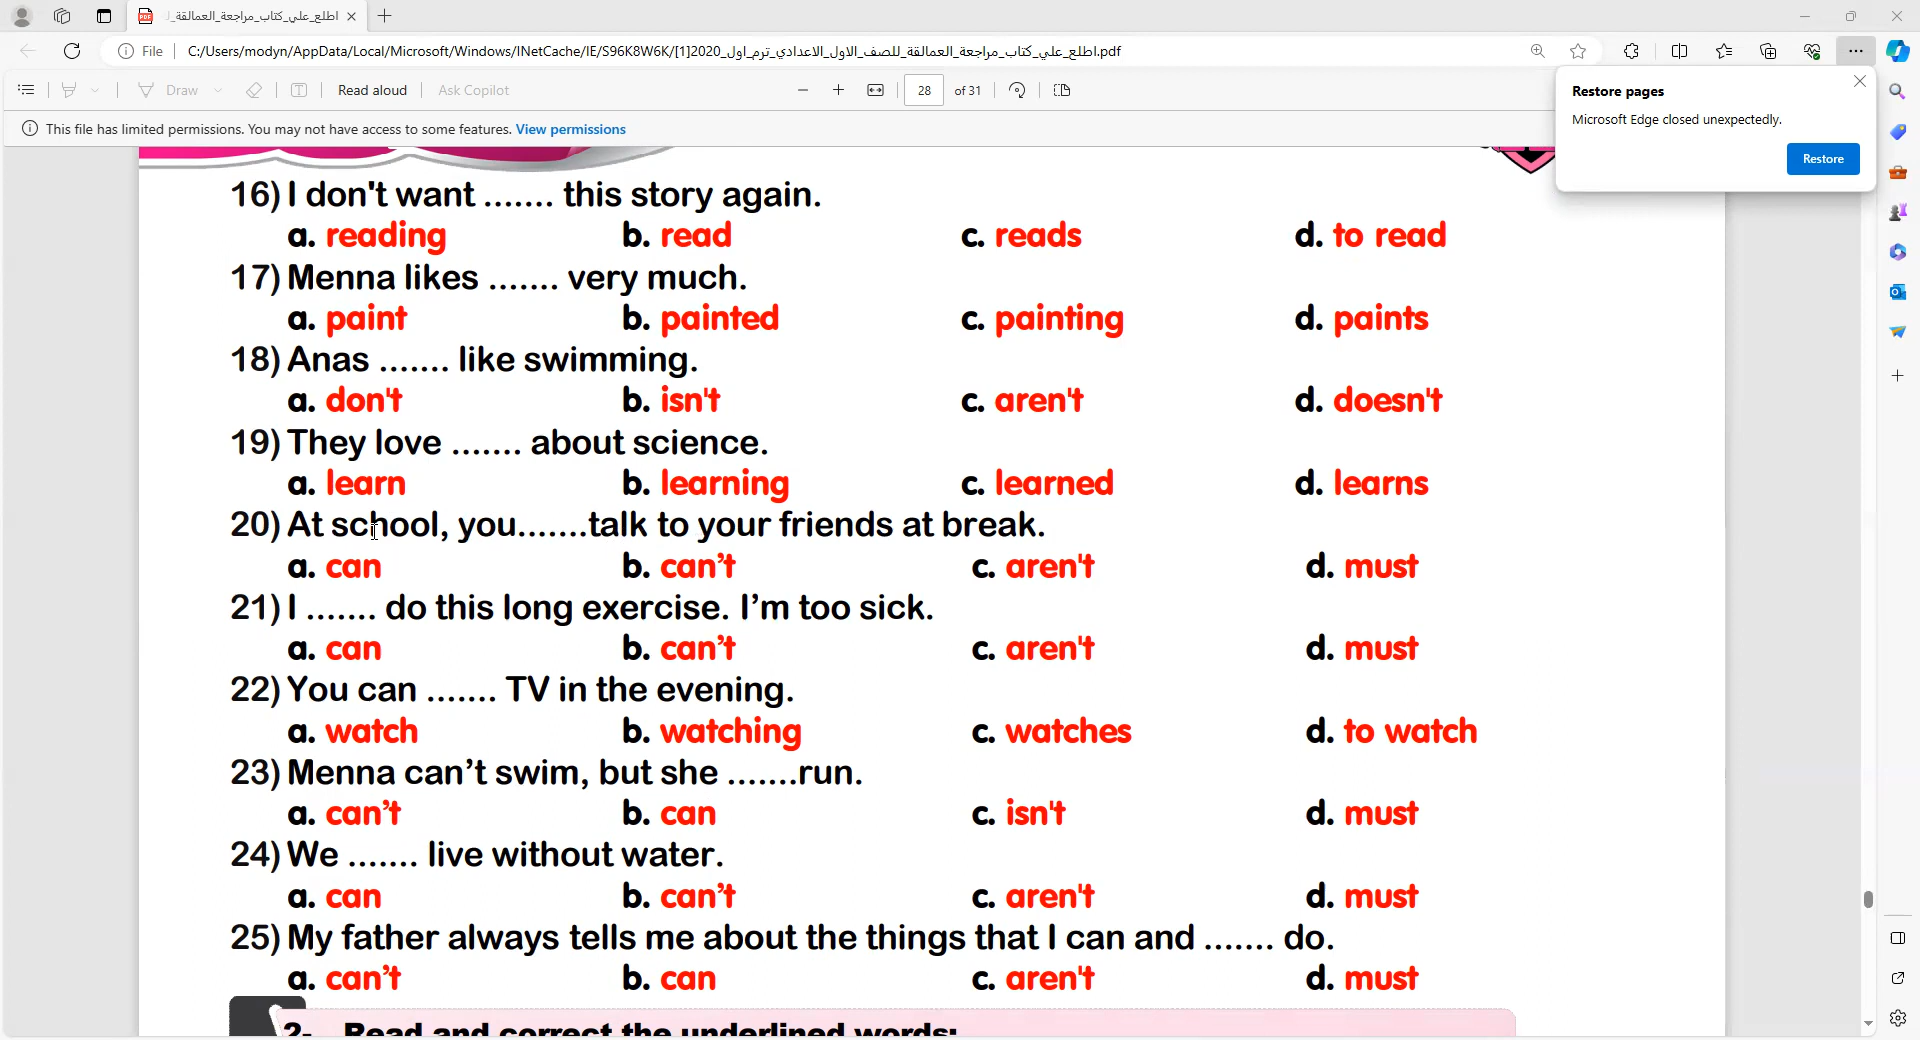 اطلع_علي_كتاب_مراجعة_العمالقة_ل
File
C:/Users/modyn/AppData/Local/Microsoft/Windows/INetCache/IE/S96K8W6K/[1]2020_اطلع_علي_كتاب_مراجعة_العمالقة_للصف_الاول_الاعدادي_ترم_اول.pdf
Draw
Read aloud
Ask Copilot
28 of 31
This file has limited permissions. You may not have access to some features. View permissions
Restore pages
Microsoft Edge closed unexpectedly.
Restore
16) I don't want ....... this story again.
a. reading b. read c. reads d. to read
17) Menna likes ....... very much.
a. paint b. painted c. painting d. paints
18) Anas ....... like swimming.
a. don't b. isn't c. aren't d. doesn't
19) They love ....... about science.
a. learn b. learning c. learned d. learns
20) At school, you.......talk to your friends at break.
a. can b. can’t c. aren't d. must
21) I ....... do this long exercise. I’m too sick.
a. can b. can’t c. aren't d. must
22) You can ....... TV in the evening.
a. watch b. watching c. watches d. to watch
23) Menna can’t swim, but she .......run.
a. can’t b. can c. isn't d. must
24) We ....... live without water.
a. can b. can’t c. aren't d. must
25) My father always tells me about the things that I can and ....... do.
a. can’t b. can c. aren't d. must
2- Read and correct the underlined words: